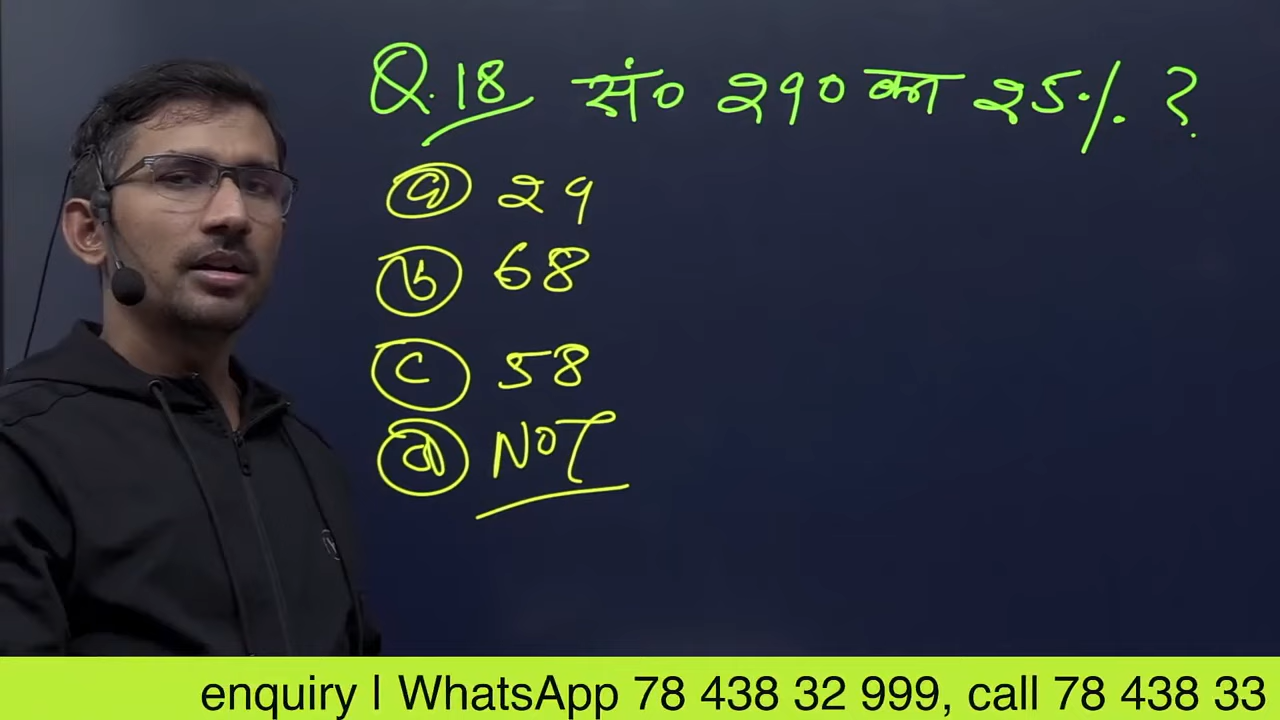 Q.18 सं० 290 का 25% ?
a 29
b 68
c 58
d NOT
enquiry l WhatsApp 78 438 32 999, call 78 438 33